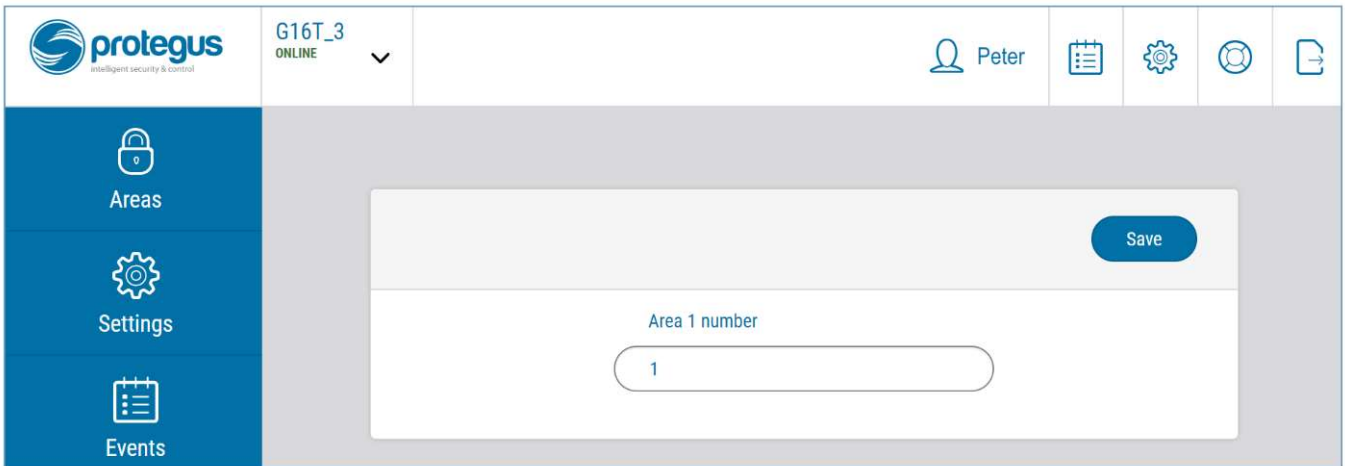 protegus
intelligent security & control
G16T_3
ONLINE
Peter
Areas
Settings
Events
Save
Area 1 number
1